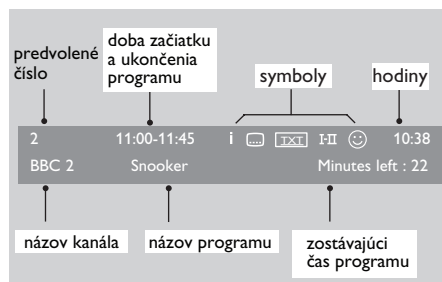 predvolené
číslo
doba začiatku
a ukončenia
programu
symboly
hodiny
2 11:00-11:45 i TXT I-II 10:38
BBC 2 Snooker Minutes left : 22
názov kanála
názov programu
zostávajúci
čas programu